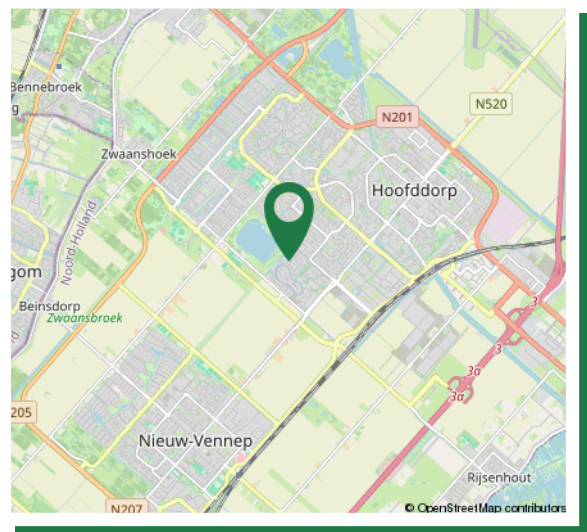 Bennebroek
g
N520
N201
Zwaanshoek
Hoofddorp
Noord-Holland
gom
Beinsdorp
Zwaansbroek
3
3
3a
3a
205
Nieuw-Vennep
Rijsenhout
N207
© OpenStreetMap contributors